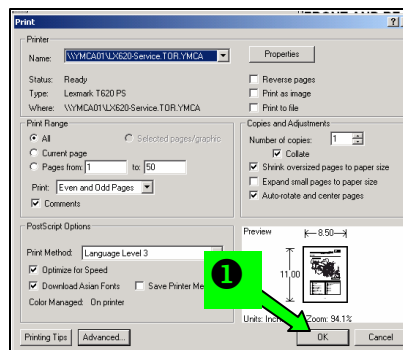 Print
Printer
Name: \\YMCA01\LX620-Service.TOR.YMCA
Properties
Status: Ready
Type: Lexmark T620 PS
Where: \\YMCA01\LX620-Service.TOR.YMCA
Reverse pages
Print as image
Print to file
Print Range
All
Selected pages/graphic
Current page
Pages from: 1 to: 50
Print: Even and Odd Pages
Comments
Copies and Adjustments
Number of copies: 1
Collate
Shrink oversized pages to paper size
Expand small pages to paper size
Auto-rotate and center pages
PostScript Options
Print Method: Language Level 3
Optimize for Speed
Download Asian Fonts
Save Printer
Color Managed: On printer
Preview
8.50
11.00
Units: Zoom: 94.1%
1
Printing Tips
Advanced...
OK
Cancel